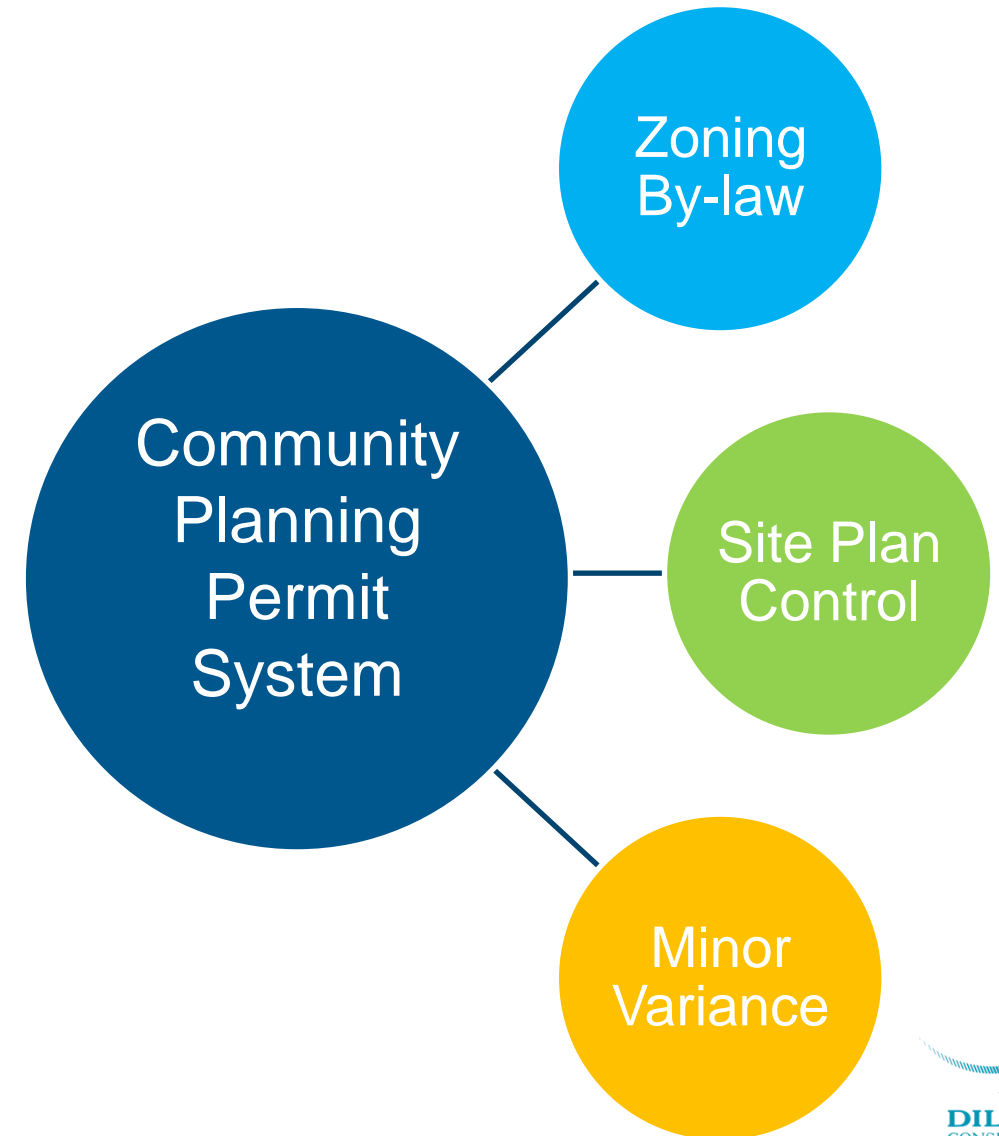 Zoning
By-law
Community
Planning
Permit
System
Site Plan
Control
Minor
Variance